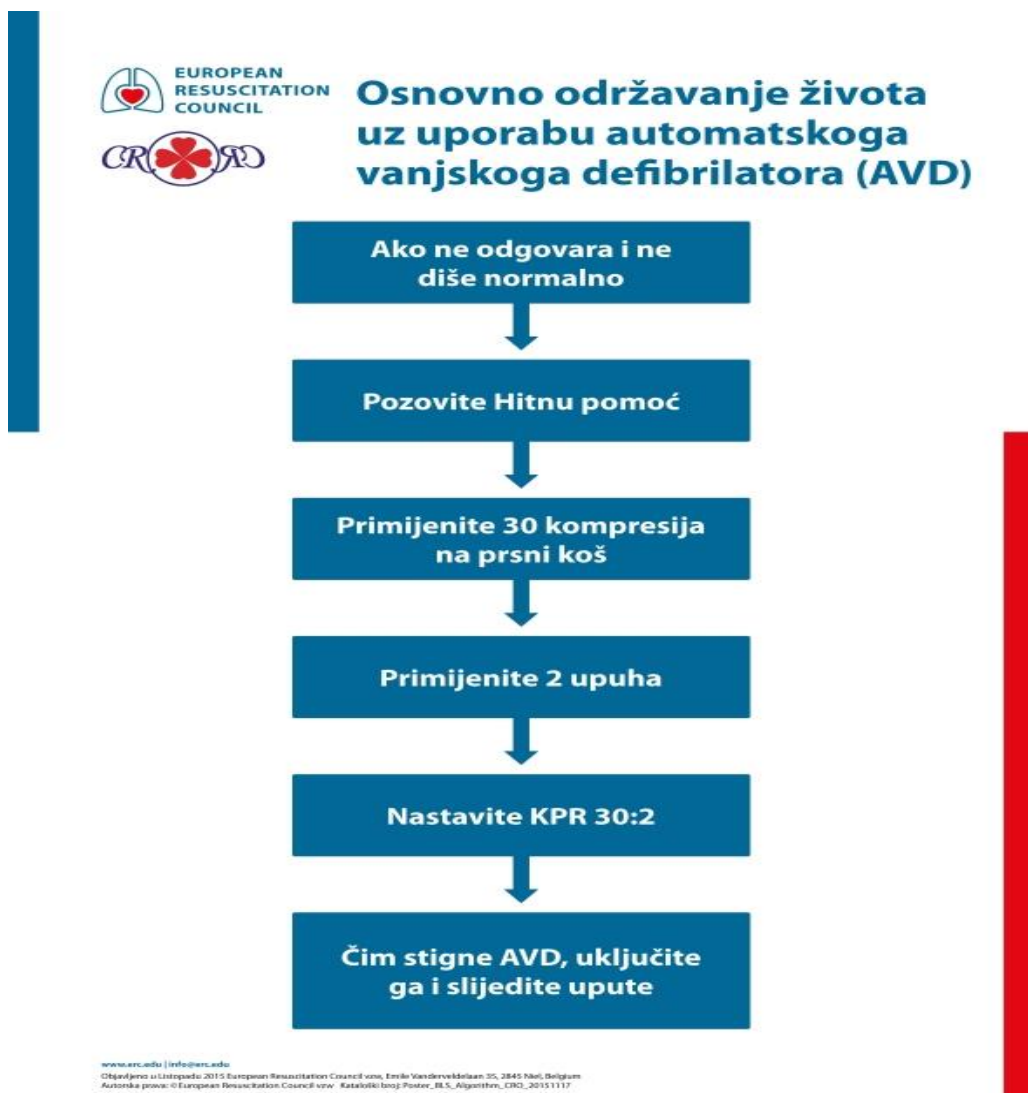 EUROPEAN
RESUSCITATION
COUNCIL
CRORD
Osnovno održavanje života
uz uporabu automatskoga
vanjskoga defibrilatora (AVD)
Ako ne odgovara i ne
diše normalno
Pozovite Hitnu pomoć
Primijenite 30 kompresija
na prsni koš
Primijenite 2 upuha
Nastavite KPR 30:2
Čim stigne AVD, uključite
ga i slijedite upute
www.erc.edu | info@erc.edu
Objavljeno u Listopadu 2015 European Resuscitation Council vzw, Emile Vanderveldelaan 35, 2845 Niel, Belgium
Autorska prava: © European Resuscitation Council vzw Kataloški broj: Poster_BLS_Algorithm_CRO_20151117